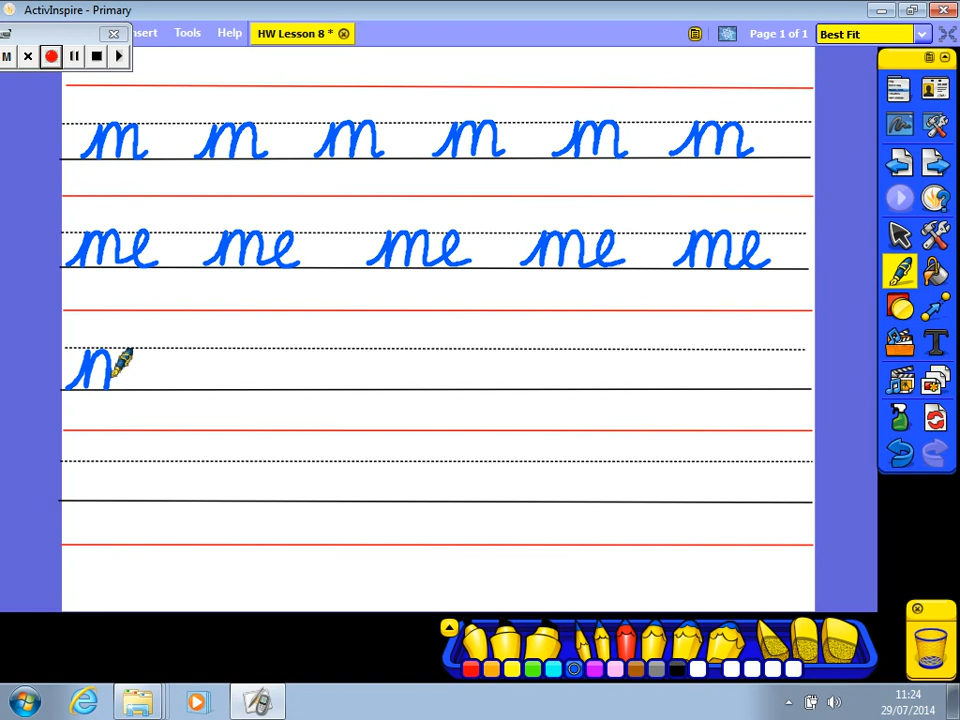 ActivInspire - Primary
M
nsert Tools Help HW Lesson 8 * Page 1 of 1 Best Fit
m m m m m m
me me me me me
n
T
11:24
29/07/2014